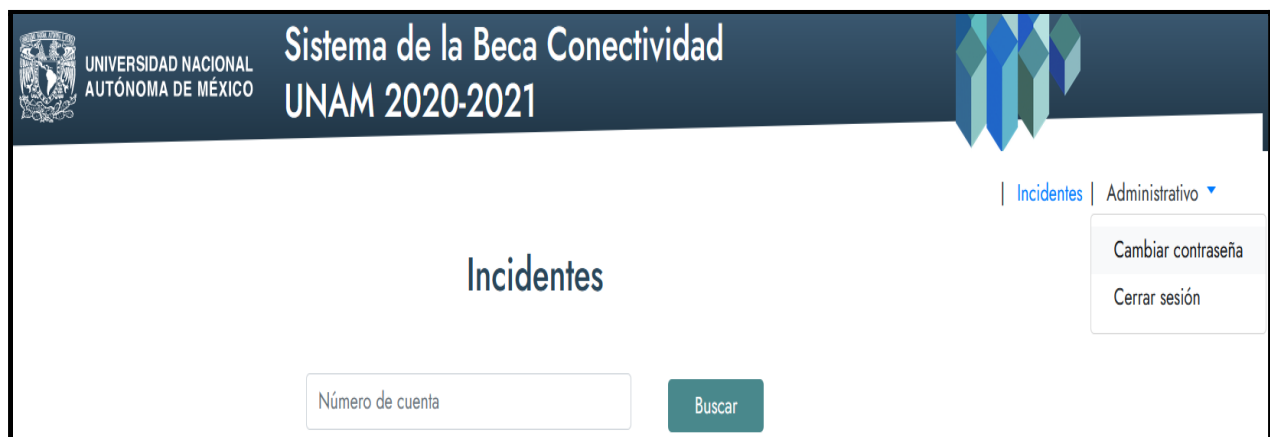 UNIVERSIDAD NACIONAL
AUTÓNOMA DE MÉXICO
Sistema de la Beca Conectividad
UNAM 2020-2021
| Incidentes | Administrativo
Cambiar contraseña
Cerrar sesión
Incidentes
Número de cuenta
Buscar